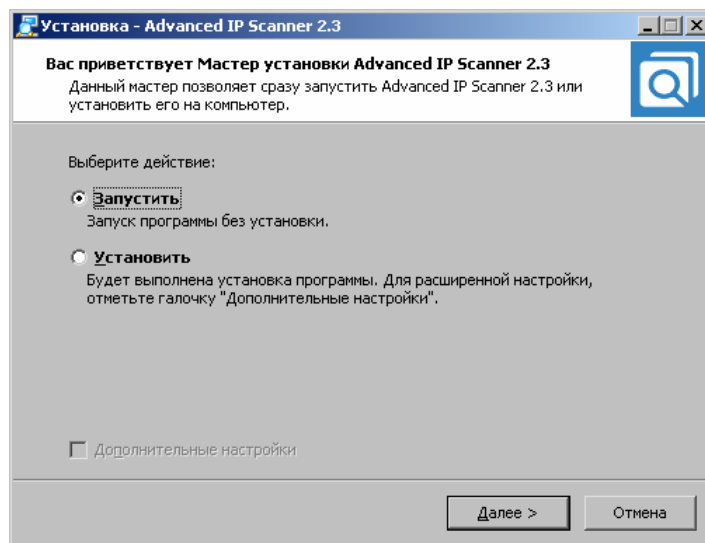 Установка - Advanced IP Scanner 2.3
Вас приветствует Мастер установки Advanced IP Scanner 2.3
Данный мастер позволяет сразу запустить Advanced IP Scanner 2.3 или
установить его на компьютер.
Выберите действие:
Запустить
Запуск программы без установки.
Установить
Будет выполнена установка программы. Для расширенной настройки,
отметьте галочку "Дополнительные настройки".
Дополнительные настройки
Далее >
Отмена